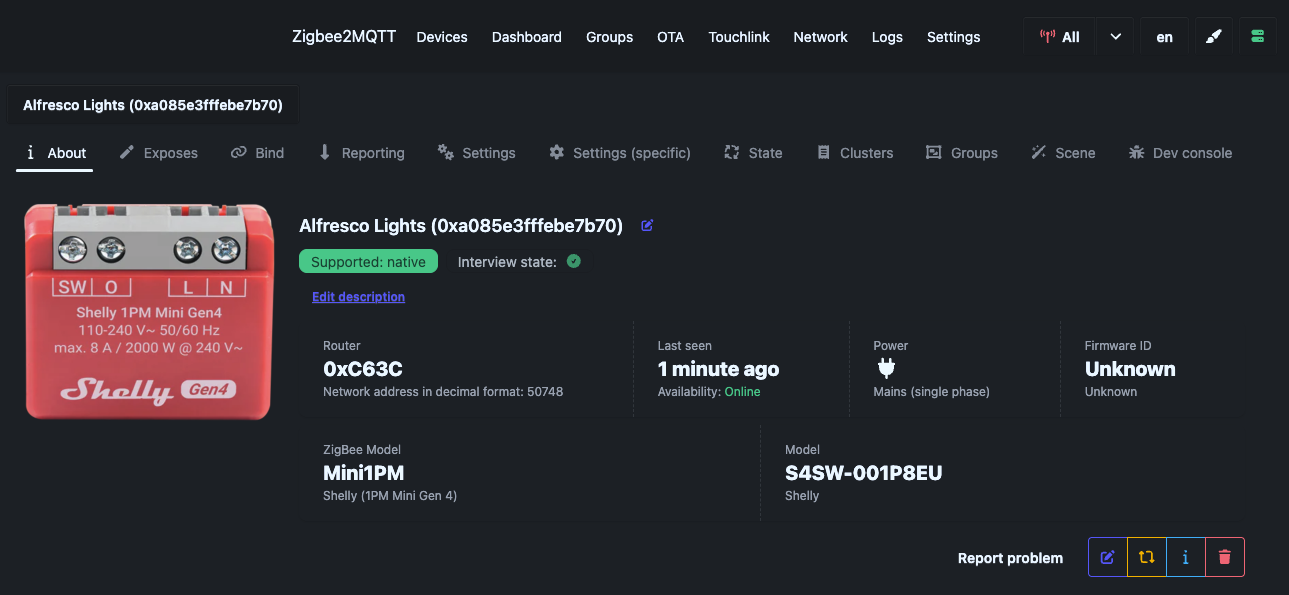 Zigbee2MQTT Devices Dashboard Groups OTA Touchlink Network Logs Settings All en
Alfresco Lights (0xa085e3fffebe7b70)
About Exposes Bind Reporting Settings Settings (specific) State Clusters Groups Scene Dev console
SW O L N
Shelly 1PM Mini Gen4
110-240 V~ 50/60 Hz
max. 8 A / 2000 W @ 240 V~
Shelly Gen4
Alfresco Lights (0xa085e3fffebe7b70)
Supported: native Interview state:
Edit description
Router
0xC63C
Network address in decimal format: 50748
Last seen
1 minute ago
Availability: Online
Power
Mains (single phase)
Firmware ID
Unknown
Unknown
ZigBee Model
Mini1PM
Shelly (1PM Mini Gen 4)
Model
S4SW-001P8EU
Shelly
Report problem